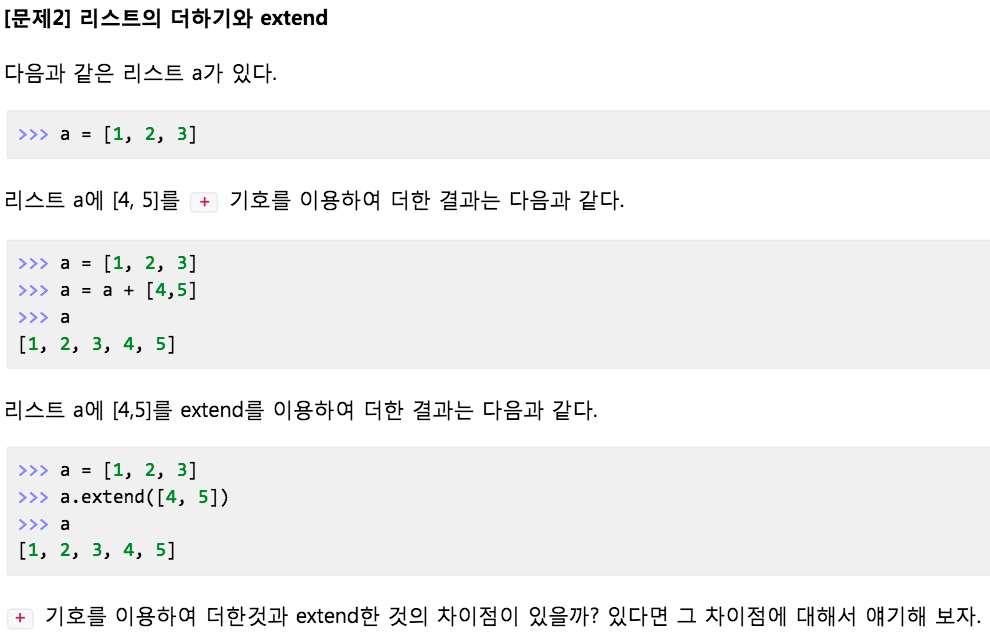 [문제2] 리스트의 더하기와 extend
다음과 같은 리스트 a가 있다.
>>> a = [1, 2, 3]
리스트 a에 [4, 5]를 + 기호를 이용하여 더한 결과는 다음과 같다.
>>> a = [1, 2, 3]
>>> a = a + [4,5]
>>> a
[1, 2, 3, 4, 5]
리스트 a에 [4,5]를 extend를 이용하여 더한 결과는 다음과 같다.
>>> a = [1, 2, 3]
>>> a.extend([4, 5])
>>> a
[1, 2, 3, 4, 5]
+ 기호를 이용하여 더한것과 extend한 것의 차이점이 있을까? 있다면 그 차이점에 대해서 얘기해 보자.